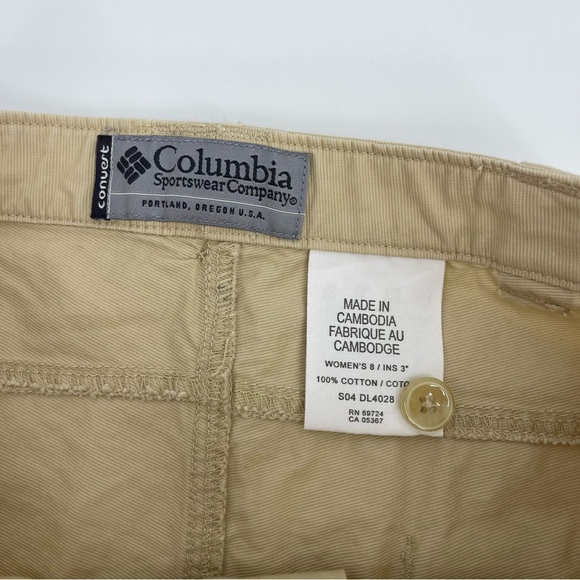 convert
Columbia
Sportswear Company®
PORTLAND, OREGON U.S.A.
MADE IN
CAMBODIA
FABRIQUE AU
CAMBODGE
WOMEN'S 8 / INS 3"
100% COTTON / COTO
S04 DL4028
RN 69724
CA 05367